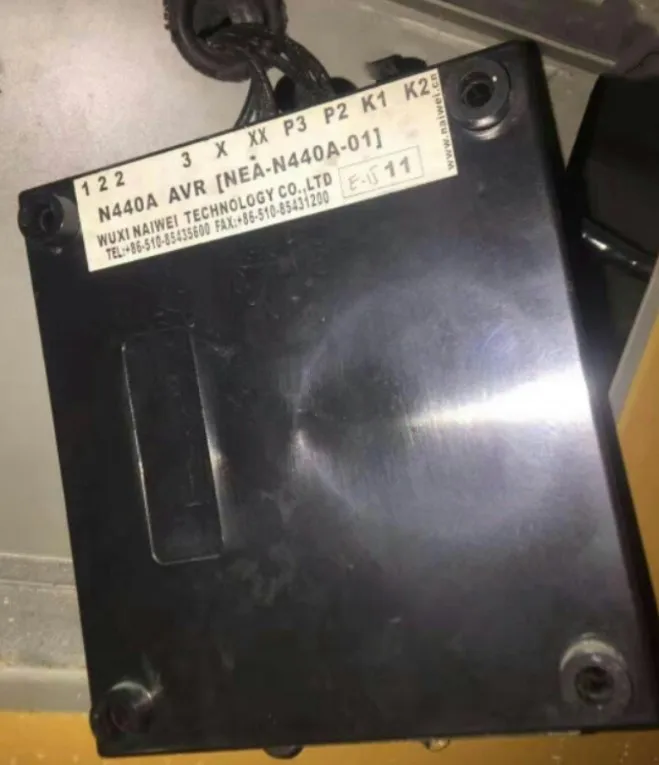 1 2 2 3 X XX P3 P2 K1 K2
N440A AVR [NEA-N440A-01]
WUXI NAIWEI TECHNOLOGY CO.,LTD
TEL:+86-510-85435600 FAX:+86-510-85431200
E-15 11
www.naiwei.cn